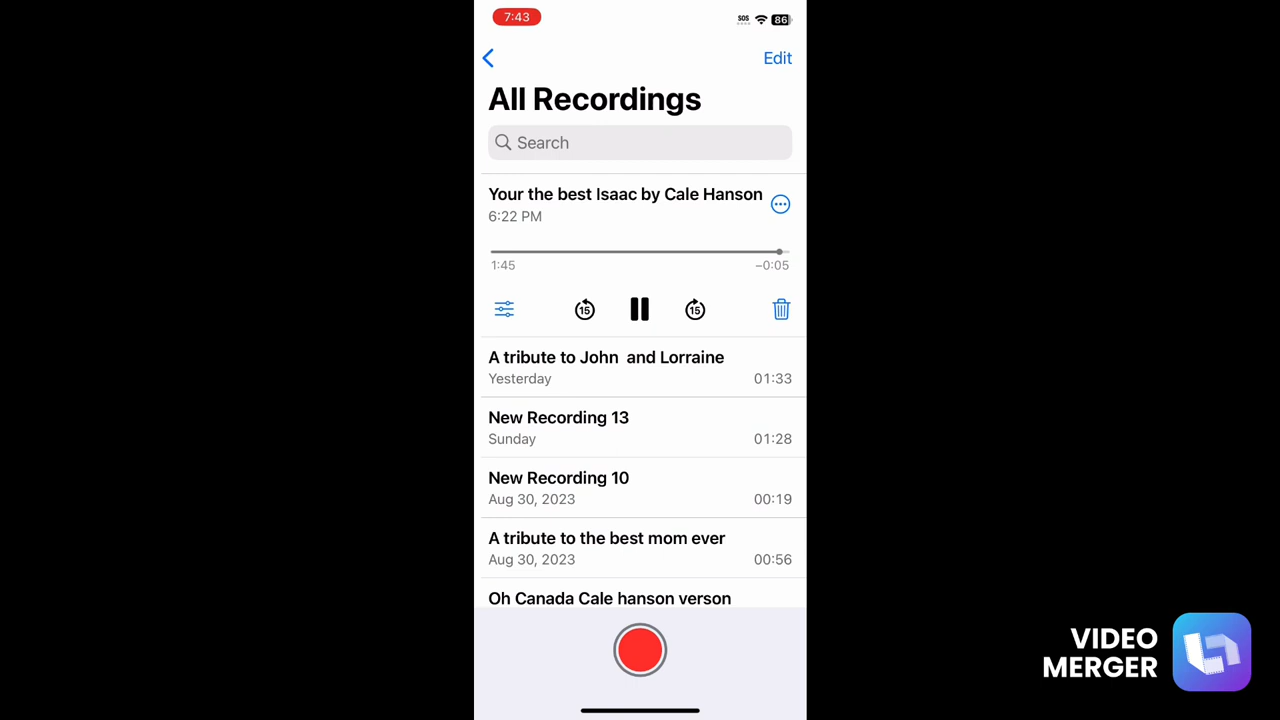 7:43
SOS
86
Edit
All Recordings
Search
Your the best Isaac by Cale Hanson
6:22 PM
1:45 −0:05
15 15
A tribute to John  and Lorraine
Yesterday 01:33
New Recording 13
Sunday 01:28
New Recording 10
Aug 30, 2023 00:19
A tribute to the best mom ever
Aug 30, 2023 00:56
Oh Canada Cale hanson verson
VIDEO
MERGER